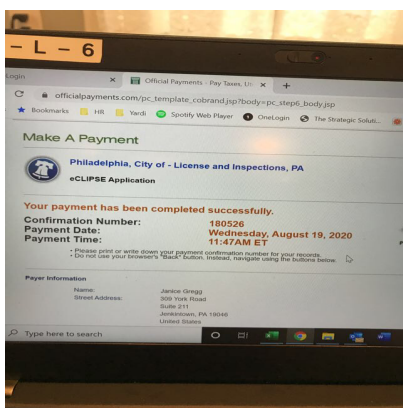 - L - 6
Login
Official Payments - Pay Taxes, Uti
officialpayments.com/pc_template_cobrand.jsp?body=pc_step6_body.jsp
Bookmarks HR Yardi Spotify Web Player OneLogin The Strategic Soluti...
Make A Payment
Philadelphia, City of - License and Inspections, PA
eCLIPSE Application
Your payment has been completed successfully.
Confirmation Number: 180526
Payment Date: Wednesday, August 19, 2020
Payment Time: 11:47AM ET
• Please print or write down your payment confirmation number for your records.
• Do not use your browser's "Back" button. Instead, navigate using the buttons below.
Payer Information
Name: Janice Gregg
Street Address: 309 York Road
Suite 211
Jenkintown, PA 19046
United States
Type here to search